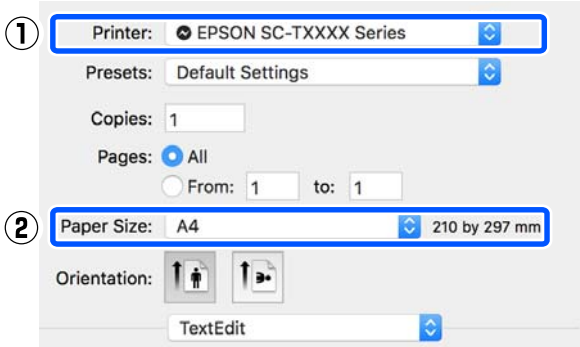 ① Printer: EPSON SC-TXXXX Series
Presets: Default Settings
Copies: 1
Pages: All
From: 1 to: 1
② Paper Size: A4 210 by 297 mm
Orientation:
TextEdit